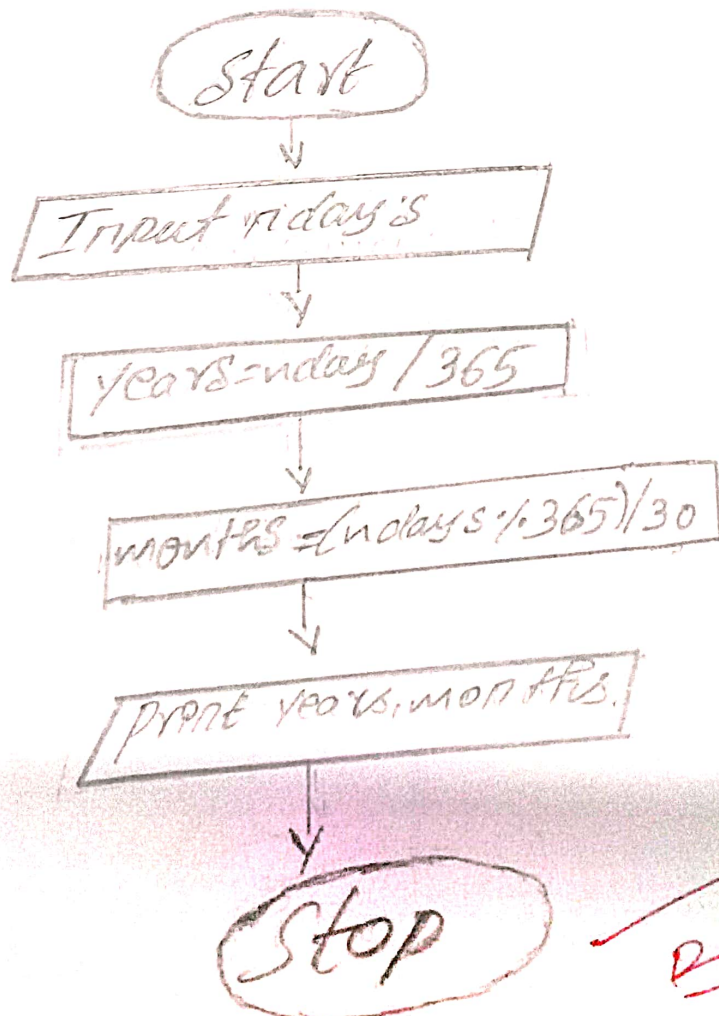 Start
Input ndays
years=ndays/365
months=(ndays%365)/30
print years,months.
Stop